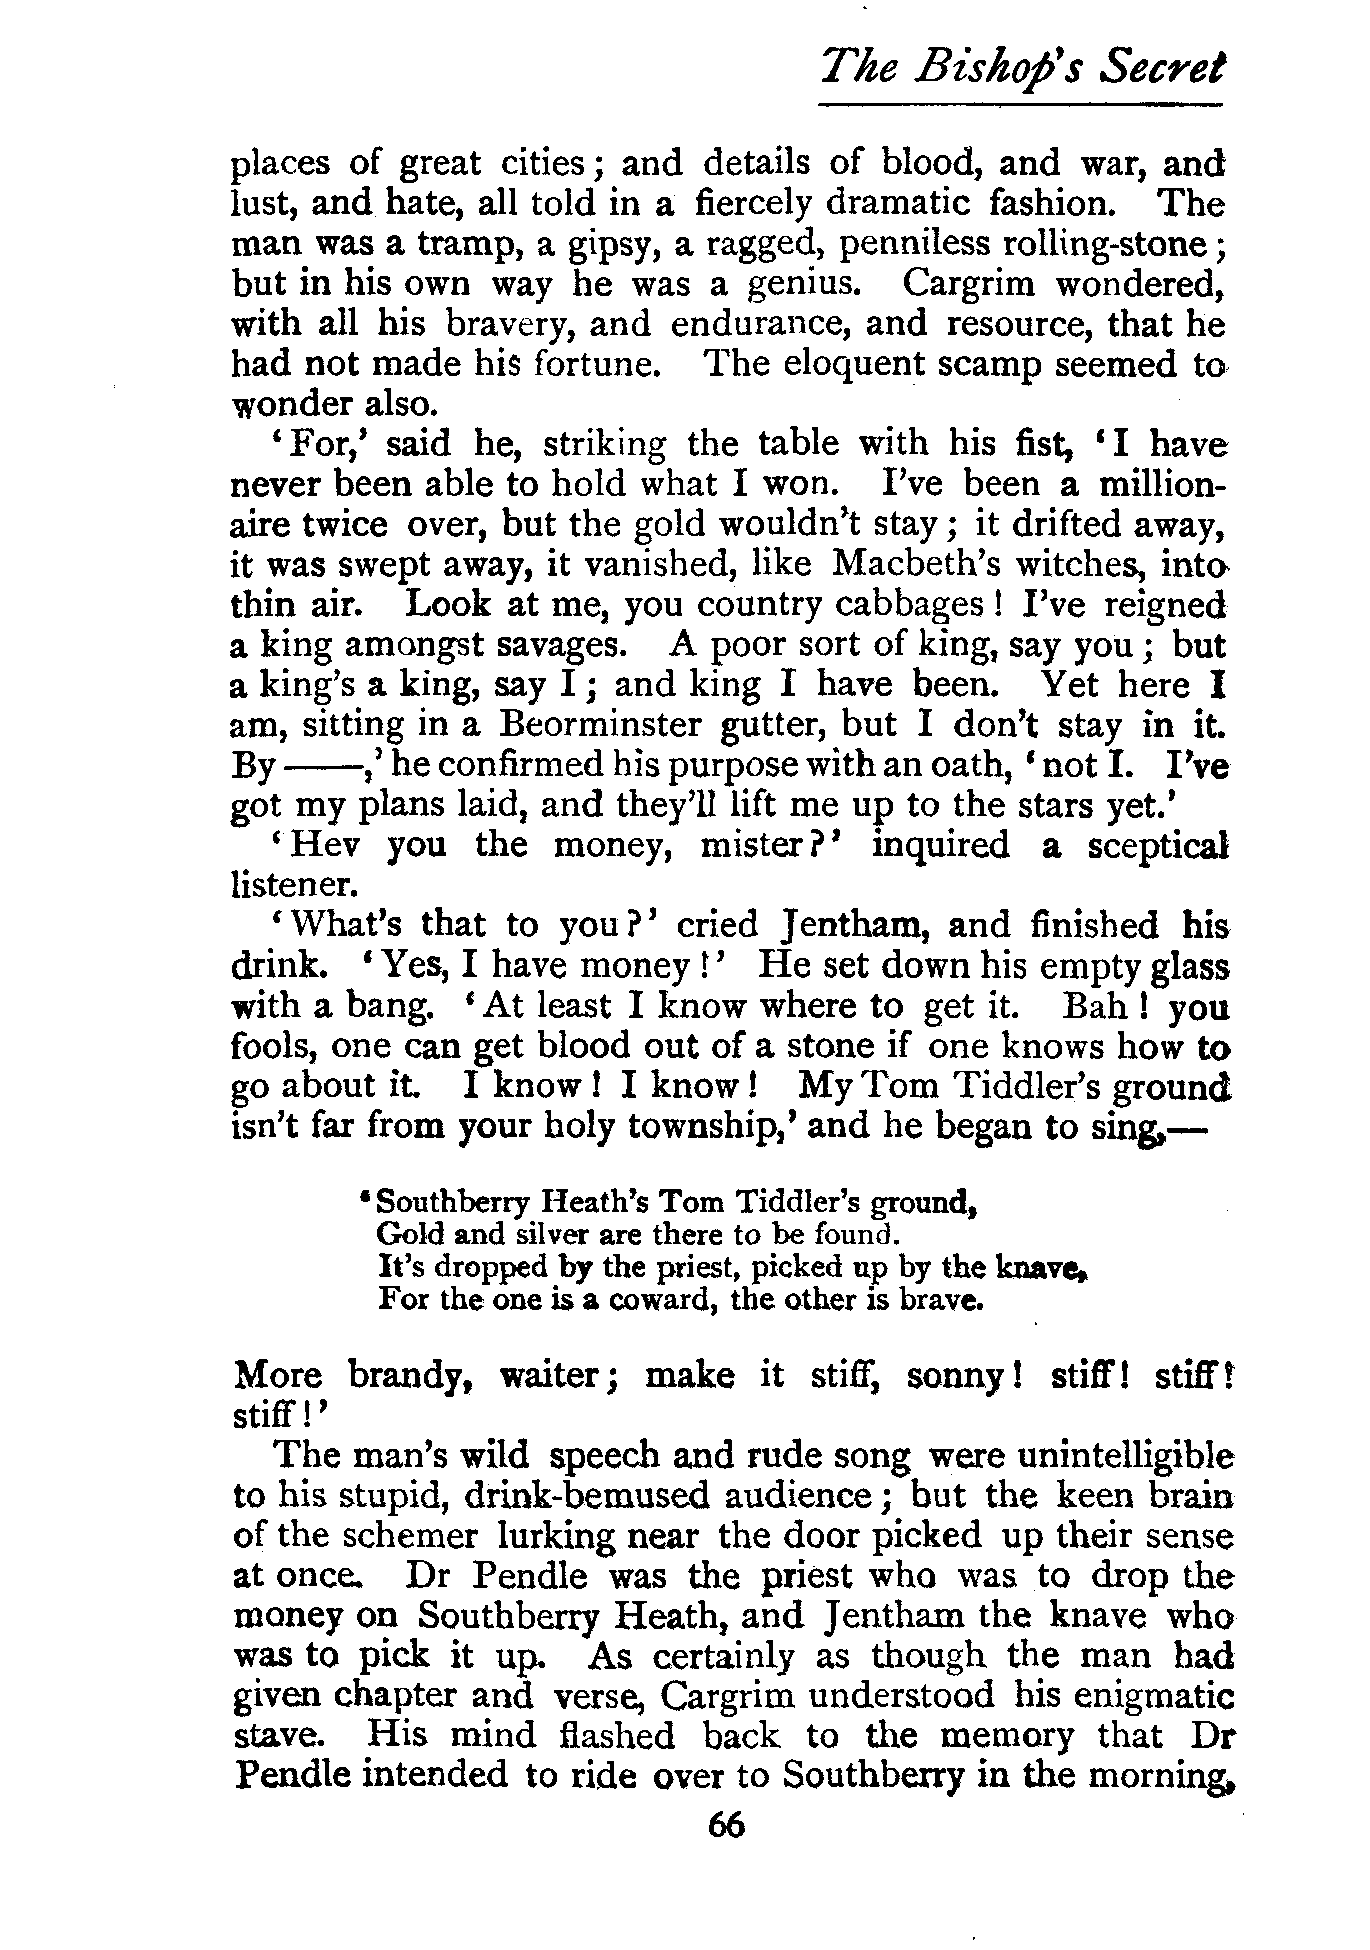 The Bishop's Secret
places of great cities; and details of blood, and war, and
lust, and hate, all told in a fiercely dramatic fashion. The
man was a tramp, a gipsy, a ragged, penniless rolling-stone;
but in his own way he was a genius. Cargrim wondered,
with all his bravery, and endurance, and resource, that he
had not made his fortune. The eloquent scamp seemed to
wonder also.
‘For,’ said he, striking the table with his fist, ‘I have
never been able to hold what I won. I've been a million-
aire twice over, but the gold wouldn't stay; it drifted away,
it was swept away, it vanished, like Macbeth's witches, into
thin air. Look at me, you country cabbages! I've reigned
a king amongst savages. A poor sort of king, say you; but
a king's a king, say I; and king I have been. Yet here I
am, sitting in a Beorminster gutter, but I don't stay in it.
By ——,’ he confirmed his purpose with an oath, ‘not I. I've
got my plans laid, and they'll lift me up to the stars yet.’
‘Hev you the money, mister?’ inquired a sceptical
listener.
‘What's that to you?’ cried Jentham, and finished his
drink. ‘Yes, I have money!’ He set down his empty glass
with a bang. ‘At least I know where to get it. Bah! you
fools, one can get blood out of a stone if one knows how to
go about it. I know! I know! My Tom Tiddler's ground
isn't far from your holy township,’ and he began to sing,—
‘Southberry Heath's Tom Tiddler's ground,
Gold and silver are there to be found.
It's dropped by the priest, picked up by the knave,
For the one is a coward, the other is brave.
More brandy, waiter; make it stiff, sonny! stiff! stiff!
stiff!’
The man's wild speech and rude song were unintelligible
to his stupid, drink-bemused audience; but the keen brain
of the schemer lurking near the door picked up their sense
at once. Dr Pendle was the priest who was to drop the
money on Southberry Heath, and Jentham the knave who
was to pick it up. As certainly as though the man had
given chapter and verse, Cargrim understood his enigmatic
stave. His mind flashed back to the memory that Dr
Pendle intended to ride over to Southberry in the morning,
66